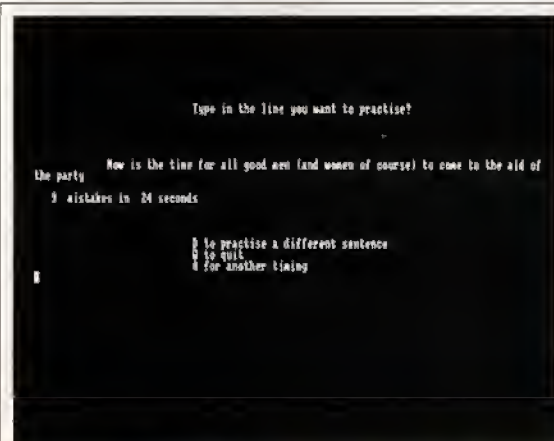 Type in the line you want to practise?
Now is the time for all good men (and women of course) to come to the aid of
the party
9 mistakes in 24 seconds
D to practise a different sentence
Q to quit
A for another timing